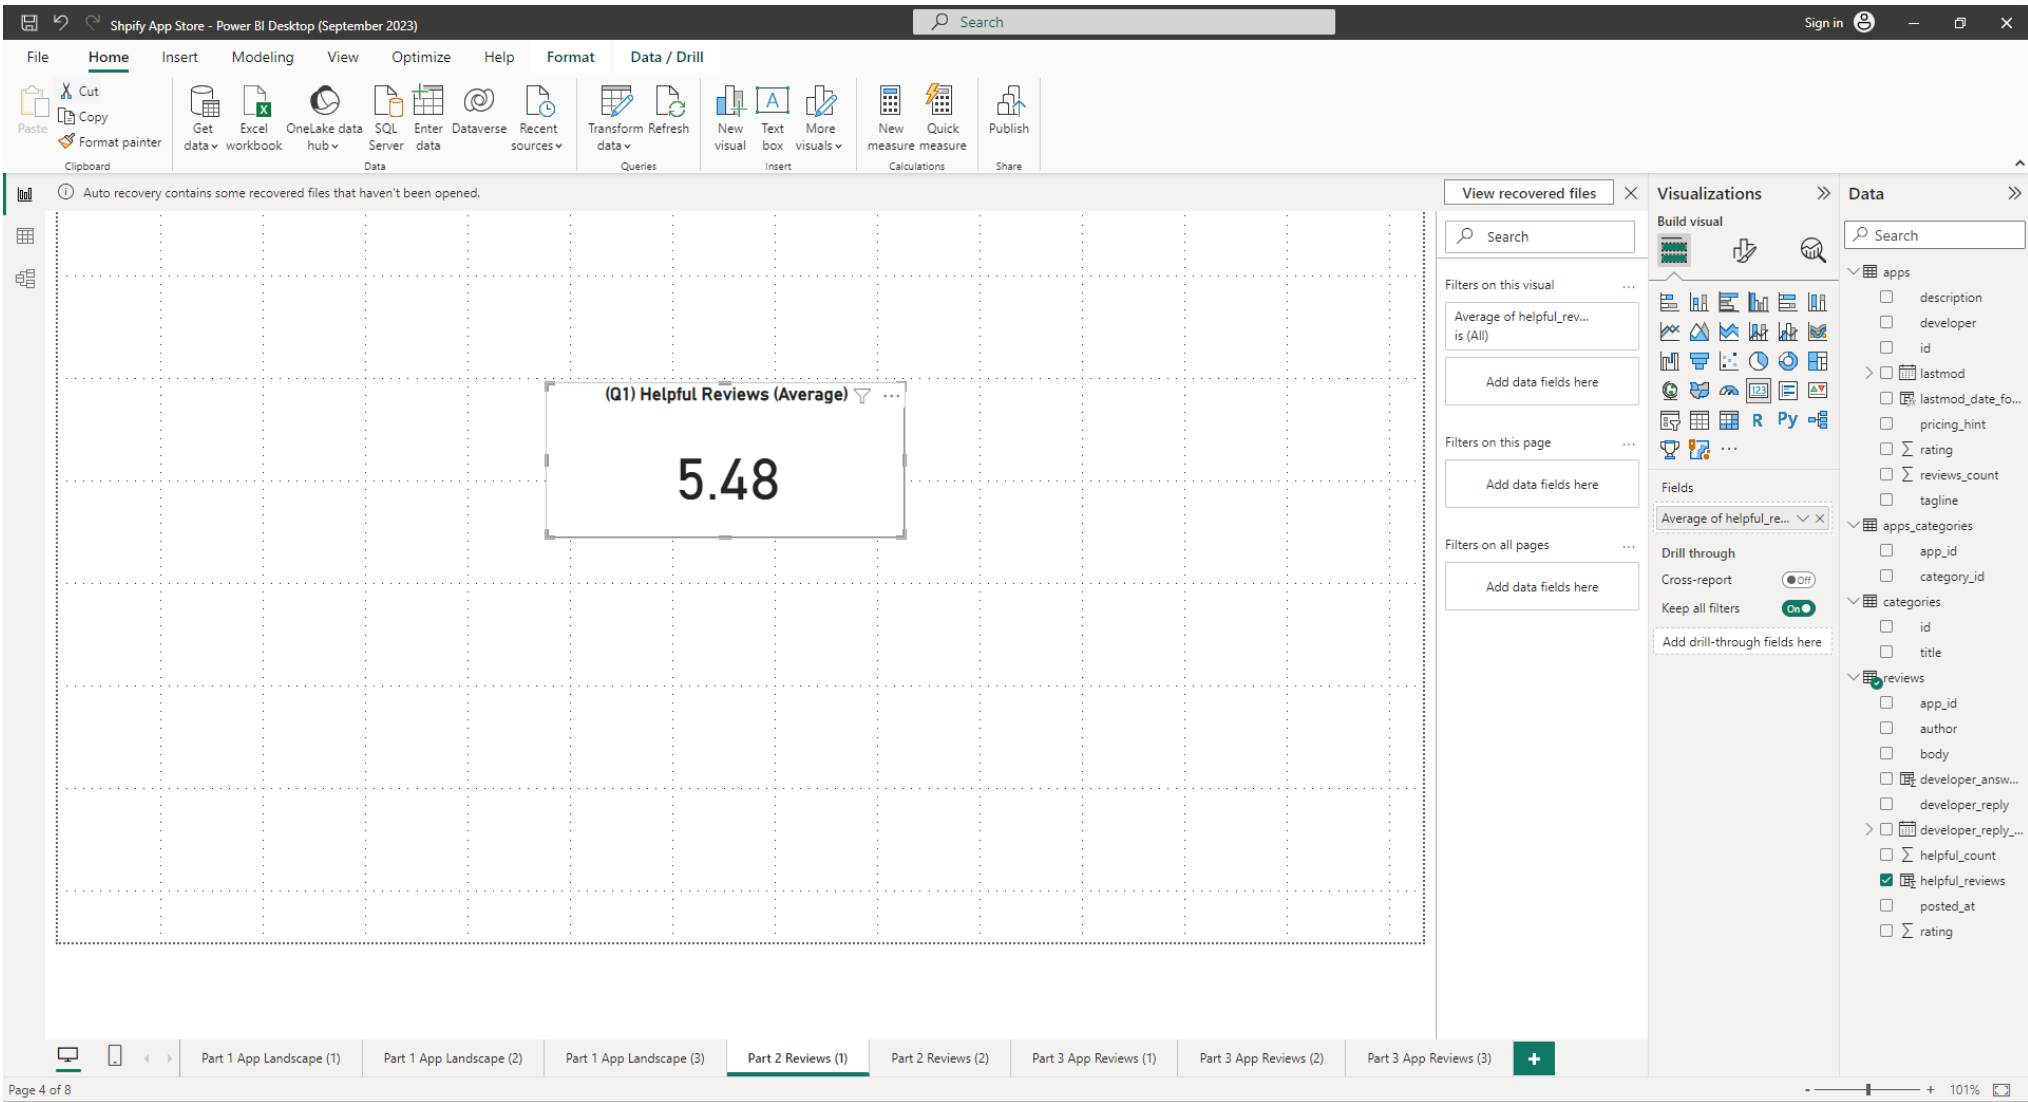 Shpify App Store - Power BI Desktop (September 2023)
Search
Sign in
File Home Insert Modeling View Optimize Help Format Data / Drill
Paste
Cut
Copy
Format painter
Clipboard
Get data
Excel workbook
OneLake data hub
SQL Server
Enter data
Dataverse
Recent sources
Data
Transform data
Refresh
Queries
New visual
Text box
More visuals
Insert
New measure
Quick measure
Calculations
Publish
Share
Auto recovery contains some recovered files that haven't been opened.
View recovered files
(Q1) Helpful Reviews (Average)
5.48
Search
Filters on this visual
Average of helpful_rev...
is (All)
Add data fields here
Filters on this page
Add data fields here
Filters on all pages
Add data fields here
Visualizations
Build visual
123
R
Py
Fields
Average of helpful_re...
Drill through
Cross-report Off
Keep all filters On
Add drill-through fields here
Data
Search
apps
description
developer
id
lastmod
lastmod_date_fo...
pricing_hint
rating
reviews_count
tagline
apps_categories
app_id
category_id
categories
id
title
reviews
app_id
author
body
developer_answ...
developer_reply
developer_reply_...
helpful_count
helpful_reviews
posted_at
rating
Part 1 App Landscape (1) Part 1 App Landscape (2) Part 1 App Landscape (3) Part 2 Reviews (1) Part 2 Reviews (2) Part 3 App Reviews (1) Part 3 App Reviews (2) Part 3 App Reviews (3) +
Page 4 of 8
- + 101%